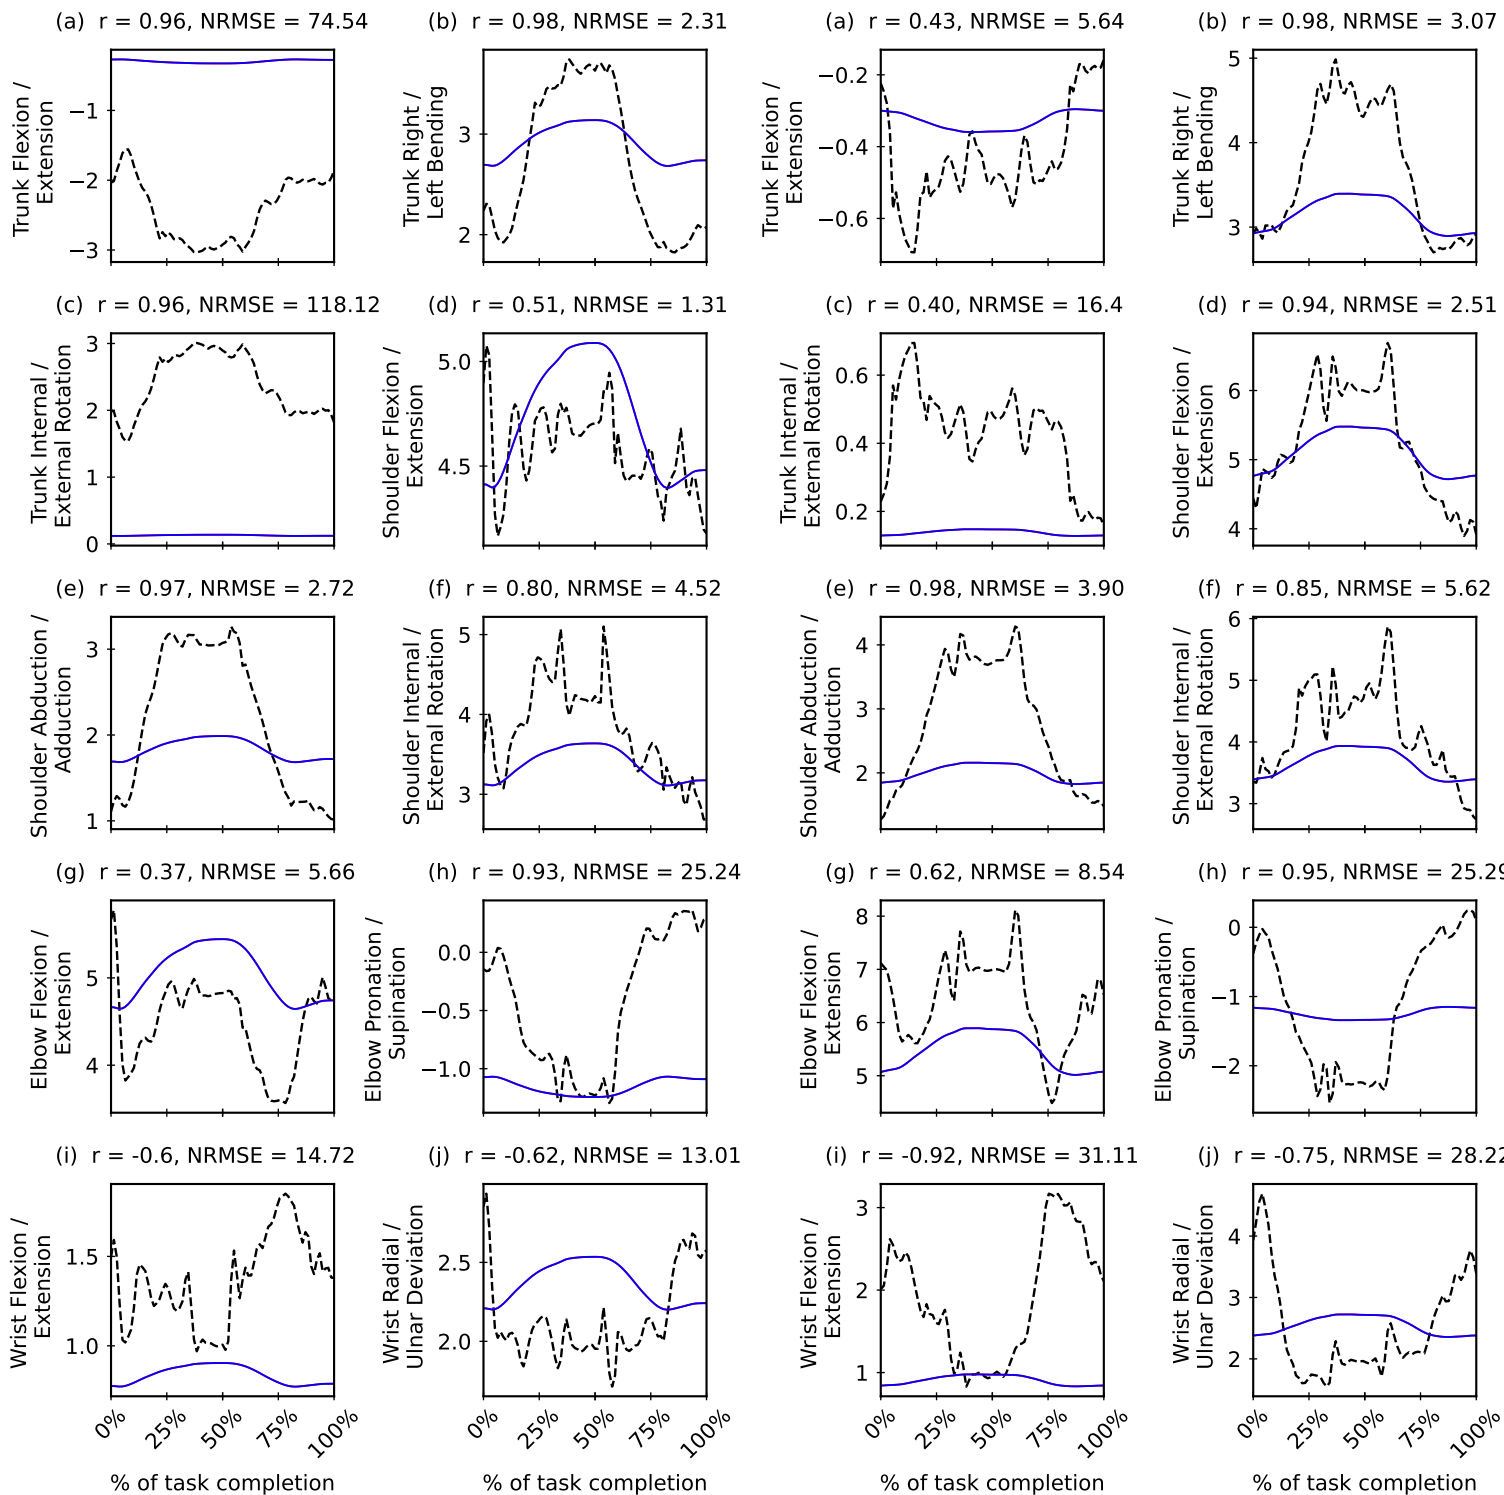 (a) r = 0.96, NRMSE = 74.54
(b) r = 0.98, NRMSE = 2.31
(a) r = 0.43, NRMSE = 5.64
(b) r = 0.98, NRMSE = 3.07
Trunk Flexion /
Extension
−1
−2
−3
Trunk Right /
Left Bending
3
2
Trunk Flexion /
Extension
−0.2
−0.4
−0.6
Trunk Right /
Left Bending
5
4
3
(c) r = 0.96, NRMSE = 118.12
(d) r = 0.51, NRMSE = 1.31
(c) r = 0.40, NRMSE = 16.4
(d) r = 0.94, NRMSE = 2.51
Trunk Internal /
External Rotation
3
2
1
0
Shoulder Flexion /
Extension
5.0
4.5
Trunk Internal /
External Rotation
0.6
0.4
0.2
Shoulder Flexion /
Extension
6
5
4
(e) r = 0.97, NRMSE = 2.72
(f) r = 0.80, NRMSE = 4.52
(e) r = 0.98, NRMSE = 3.90
(f) r = 0.85, NRMSE = 5.62
Shoulder Abduction /
Adduction
3
2
1
Shoulder Internal /
External Rotation
5
4
3
Shoulder Abduction /
Adduction
4
3
2
Shoulder Internal /
External Rotation
6
5
4
3
(g) r = 0.37, NRMSE = 5.66
(h) r = 0.93, NRMSE = 25.24
(g) r = 0.62, NRMSE = 8.54
(h) r = 0.95, NRMSE = 25.29
Elbow Flexion /
Extension
5
4
Elbow Pronation /
Supination
0.0
−0.5
−1.0
Elbow Flexion /
Extension
8
7
6
5
Elbow Pronation /
Supination
0
−1
−2
(i) r = -0.6, NRMSE = 14.72
(j) r = -0.62, NRMSE = 13.01
(i) r = -0.92, NRMSE = 31.11
(j) r = -0.75, NRMSE = 28.22
Wrist Flexion /
Extension
1.5
1.0
Wrist Radial /
Ulnar Deviation
2.5
2.0
Wrist Flexion /
Extension
3
2
1
Wrist Radial /
Ulnar Deviation
4
3
2
0% 25% 50% 75% 100%
0% 25% 50% 75% 100%
0% 25% 50% 75% 100%
0% 25% 50% 75% 100%
% of task completion
% of task completion
% of task completion
% of task completion